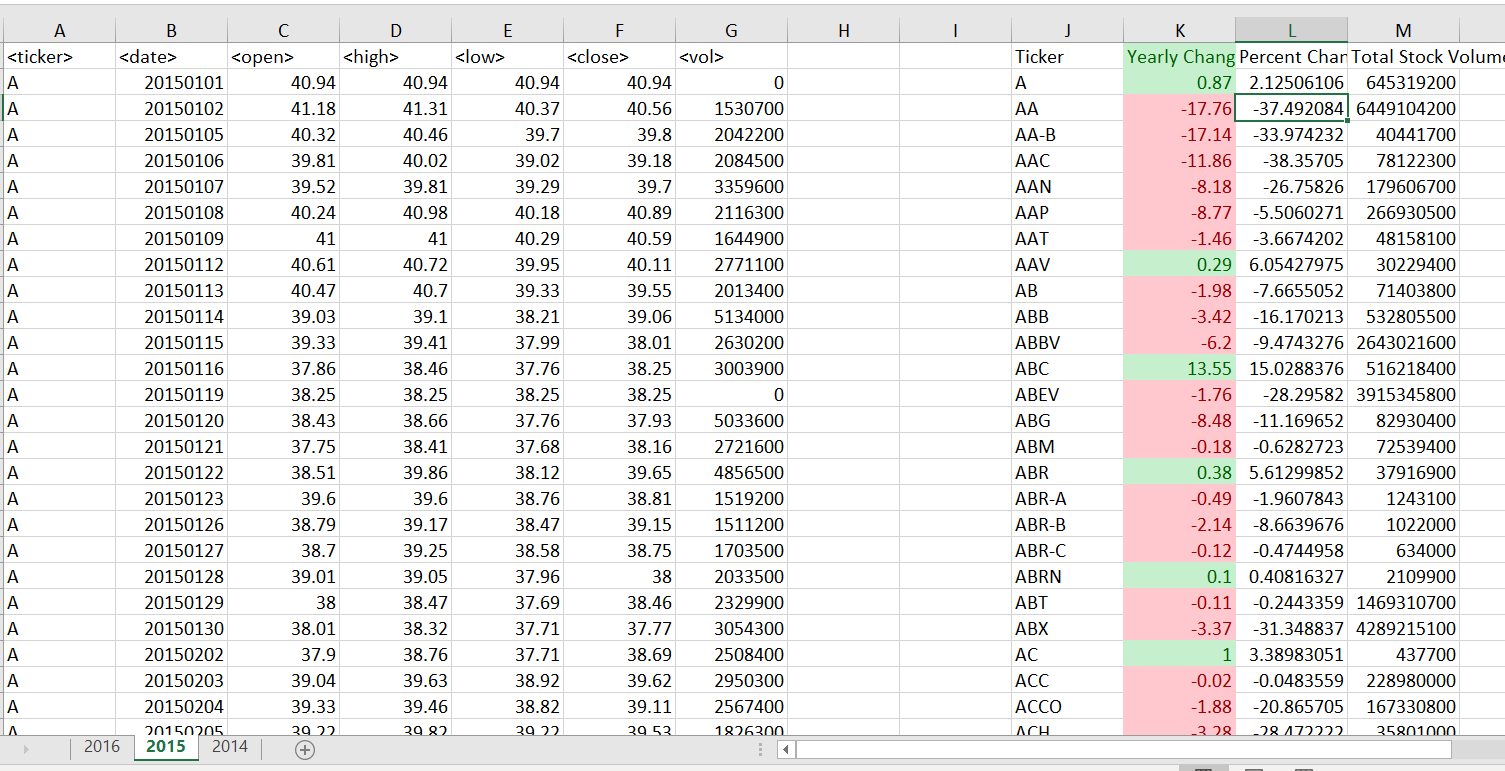 A B C D E F G H I J K L M
<ticker> <date> <open> <high> <low> <close> <vol> Ticker Yearly Chang Percent Chan Total Stock Volume
A 20150101 40.94 40.94 40.94 40.94 0 A 0.87 2.12506106 645319200
A 20150102 41.18 41.31 40.37 40.56 1530700 AA -17.76 -37.492084 6449104200
A 20150105 40.32 40.46 39.7 39.8 2042200 AA-B -17.14 -33.974232 40441700
A 20150106 39.81 40.02 39.02 39.18 2084500 AAC -11.86 -38.35705 78122300
A 20150107 39.52 39.81 39.29 39.7 3359600 AAN -8.18 -26.75826 179606700
A 20150108 40.24 40.98 40.18 40.89 2116300 AAP -8.77 -5.5060271 266930500
A 20150109 41 41 40.29 40.59 1644900 AAT -1.46 -3.6674202 48158100
A 20150112 40.61 40.72 39.95 40.11 2771100 AAV 0.29 6.05427975 30229400
A 20150113 40.47 40.7 39.33 39.55 2013400 AB -1.98 -7.6655052 71403800
A 20150114 39.03 39.1 38.21 39.06 5134000 ABB -3.42 -16.170213 532805500
A 20150115 39.33 39.41 37.99 38.01 2630200 ABBV -6.2 -9.4743276 2643021600
A 20150116 37.86 38.46 37.76 38.25 3003900 ABC 13.55 15.0288376 516218400
A 20150119 38.25 38.25 38.25 38.25 0 ABEV -1.76 -28.29582 3915345800
A 20150120 38.43 38.66 37.76 37.93 5033600 ABG -8.48 -11.169652 82930400
A 20150121 37.75 38.41 37.68 38.16 2721600 ABM -0.18 -0.6282723 72539400
A 20150122 38.51 39.86 38.12 39.65 4856500 ABR 0.38 5.61299852 37916900
A 20150123 39.6 39.6 38.76 38.81 1519200 ABR-A -0.49 -1.9607843 1243100
A 20150126 38.79 39.17 38.47 39.15 1511200 ABR-B -2.14 -8.6639676 1022000
A 20150127 38.7 39.25 38.58 38.75 1703500 ABR-C -0.12 -0.4744958 634000
A 20150128 39.01 39.05 37.96 38 2033500 ABRN 0.1 0.40816327 2109900
A 20150129 38 38.47 37.69 38.46 2329900 ABT -0.11 -0.2443359 1469310700
A 20150130 38.01 38.32 37.71 37.77 3054300 ABX -3.37 -31.348837 4289215100
A 20150202 37.9 38.76 37.71 38.69 2508400 AC 1 3.38983051 437700
A 20150203 39.04 39.63 38.92 39.62 2950300 ACC -0.02 -0.0483559 228980000
A 20150204 39.33 39.46 38.82 39.11 2567400 ACCO -1.88 -20.865705 167330800
A 20150205 39.22 39.82 39.22 39.53 1826300 ACH -3.28 -28.472222 35801000
2016 2015 2014